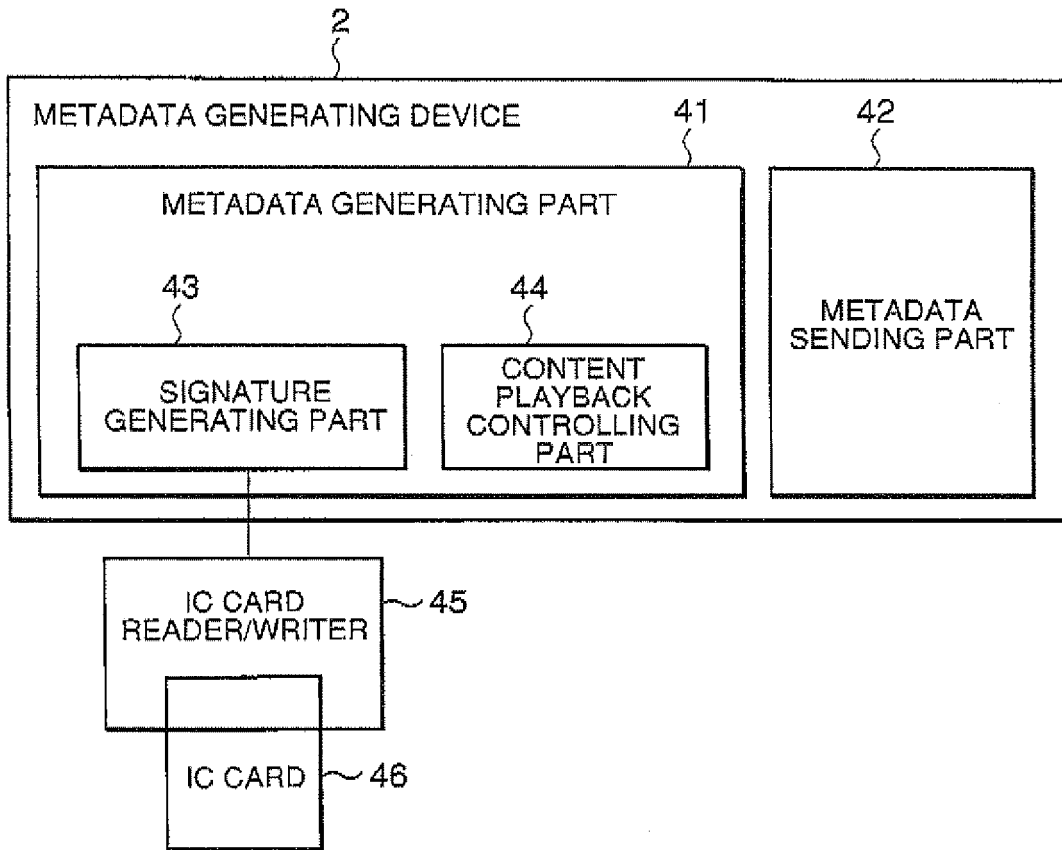 2
METADATA GENERATING DEVICE
41
42
METADATA GENERATING PART
43
44
METADATA
SENDING PART
SIGNATURE
GENERATING PART
CONTENT
PLAYBACK
CONTROLLING
PART
IC CARD
READER/WRITER
45
IC CARD
46